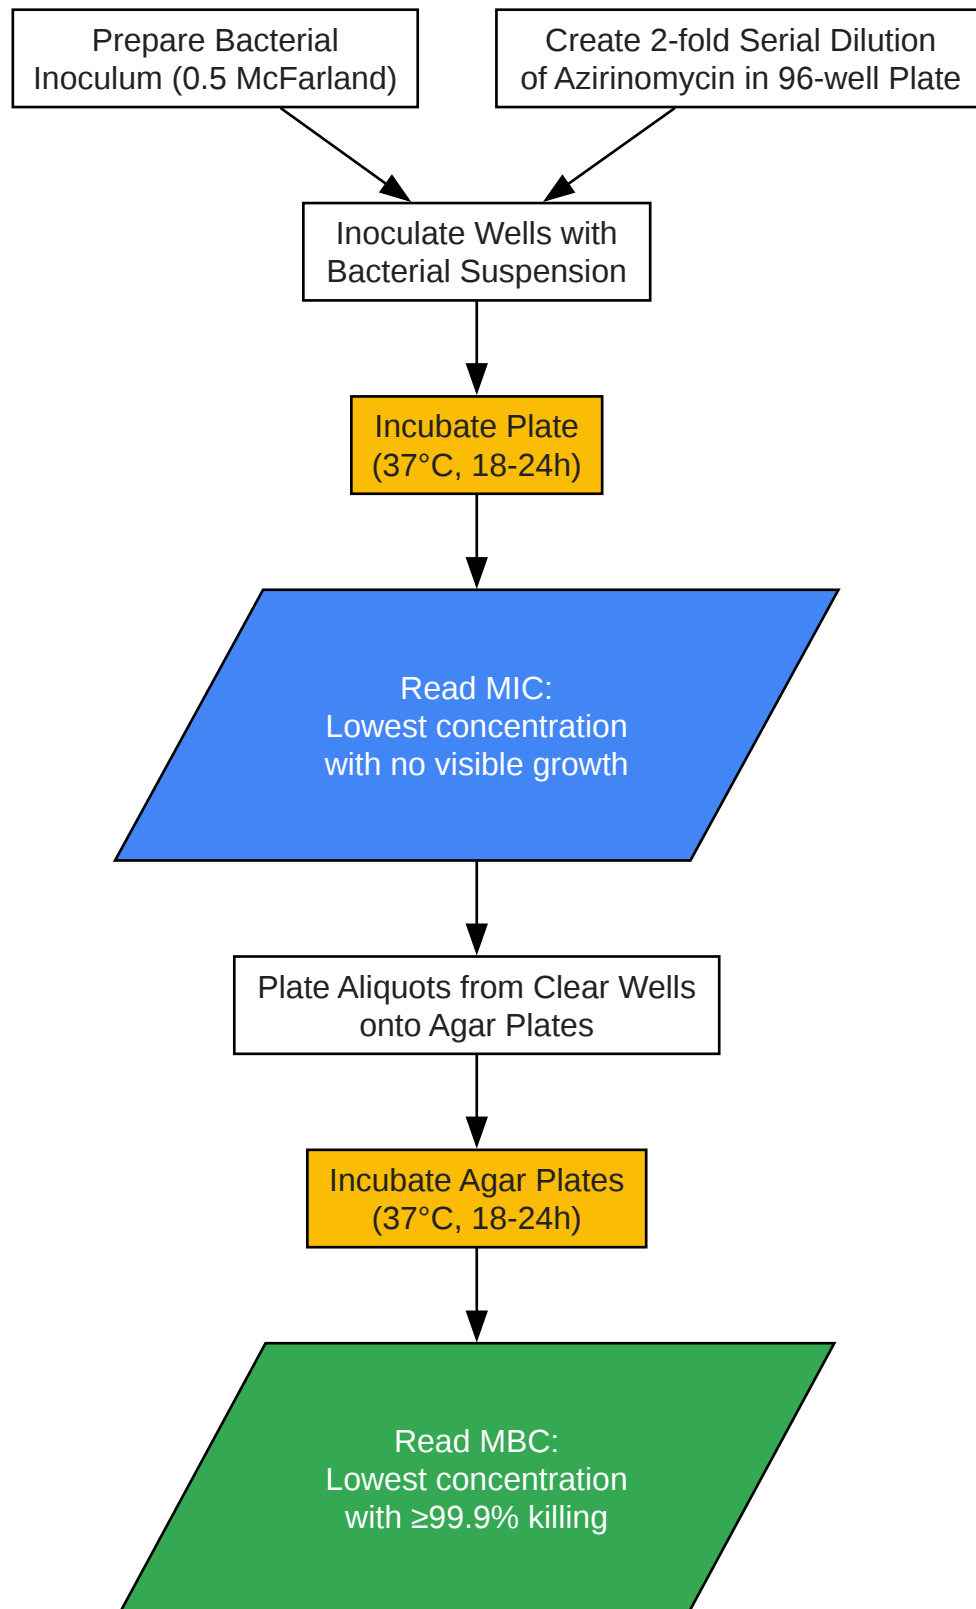 Prepare Bacterial
Inoculum (0.5 McFarland)
Create 2-fold Serial Dilution
of Azirinomycin in 96-well Plate
Inoculate Wells with
Bacterial Suspension
Incubate Plate
(37°C, 18-24h)
Read MIC:
Lowest concentration
with no visible growth
Plate Aliquots from Clear Wells
onto Agar Plates
Incubate Agar Plates
(37°C, 18-24h)
Read MBC:
Lowest concentration
with ≥99.9% killing